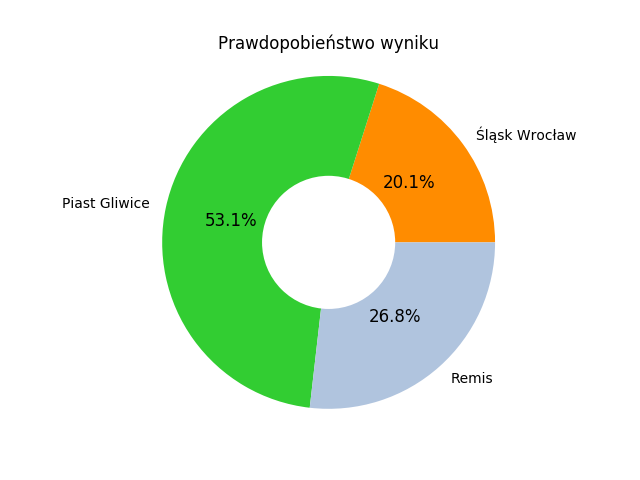 Prawdopobieństwo wyniku
Śląsk Wrocław
20.1%
Piast Gliwice
53.1%
26.8%
Remis